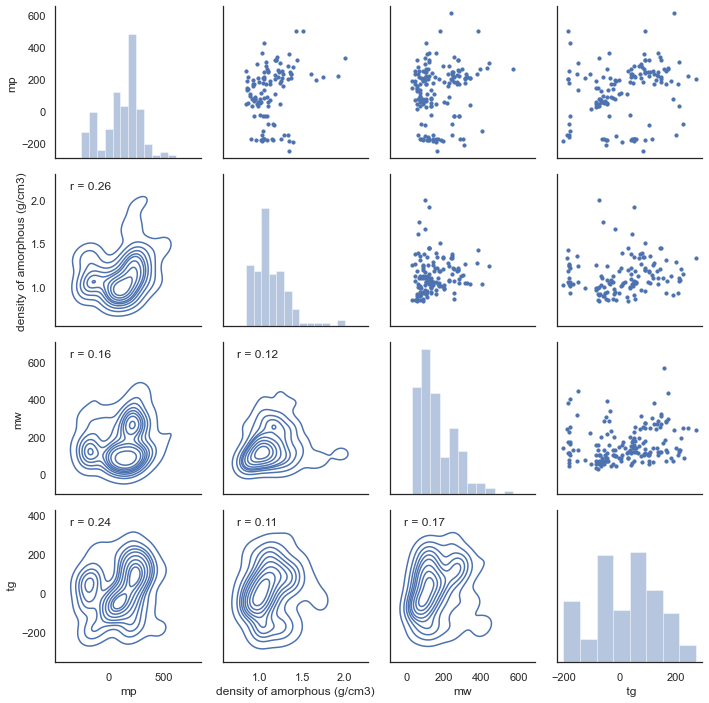 600
400
200
0
−200
mp
2.0
1.5
1.0
density of amorphous (g/cm3)
r = 0.26
600
400
200
0
mw
r = 0.16
r = 0.12
400
200
0
−200
tg
r = 0.24
r = 0.11
r = 0.17
0 500
mp
1.0 1.5 2.0
density of amorphous (g/cm3)
0 200 400 600
mw
−200 0 200
tg